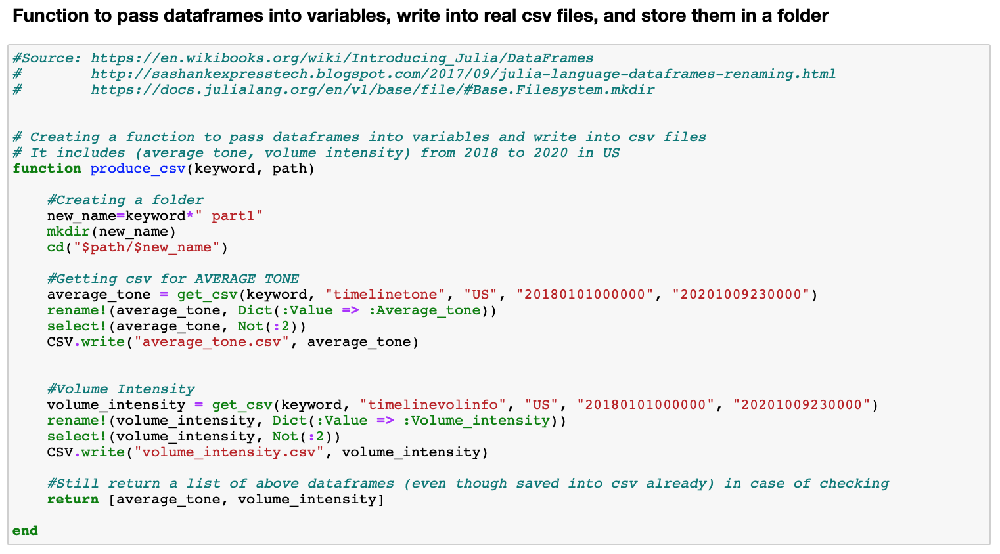 Function to pass dataframes into variables, write into real csv files, and store them in a folder
#Source: https://en.wikibooks.org/wiki/Introducing_Julia/DataFrames
#        http://sashankexpresstech.blogspot.com/2017/09/julia-language-dataframes-renaming.html
#        https://docs.julialang.org/en/v1/base/file/#Base.Filesystem.mkdir
# Creating a function to pass dataframes into variables and write into csv files
# It includes (average tone, volume intensity) from 2018 to 2020 in US
function produce_csv(keyword, path)
    #Creating a folder
    new_name=keyword*" part1"
    mkdir(new_name)
    cd("$path/$new_name")
    #Getting csv for AVERAGE TONE
    average_tone = get_csv(keyword, "timelinetone", "US", "20180101000000", "20201009230000")
    rename!(average_tone, Dict(:Value => :Average_tone))
    select!(average_tone, Not(:2))
    CSV.write("average_tone.csv", average_tone)
    #Volume Intensity
    volume_intensity = get_csv(keyword, "timelinevolinfo", "US", "20180101000000", "20201009230000")
    rename!(volume_intensity, Dict(:Value => :Volume_intensity))
    select!(volume_intensity, Not(:2))
    CSV.write("volume_intensity.csv", volume_intensity)
    #Still return a list of above dataframes (even though saved into csv already) in case of checking
    return [average_tone, volume_intensity]
end